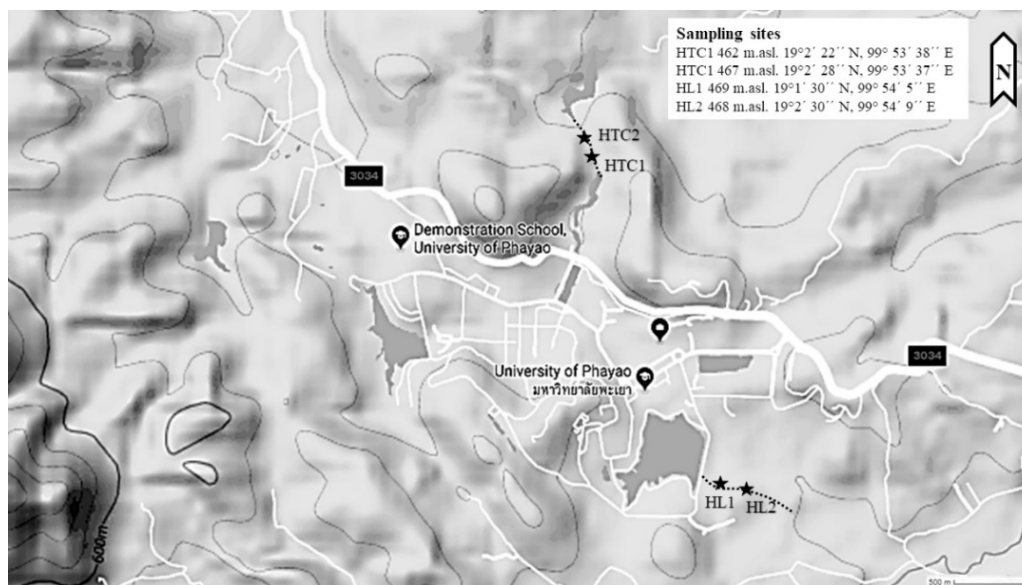 Sampling sites
HTC1 462 m.asl. 19°2´ 22´´ N, 99° 53´ 38´´ E
HTC1 467 m.asl. 19°2´ 28´´ N, 99° 53´ 37´´ E
HL1 469 m.asl. 19°1´ 30´´ N, 99° 54´ 5´´ E
HL2 468 m.asl. 19°2´ 30´´ N, 99° 54´ 9´´ E
N
HTC2
HTC1
3034
Demonstration School,
University of Phayao
3034
University of Phayao
มหาวิทยาลัยพะเยา
HL1
HL2
600m
500 m